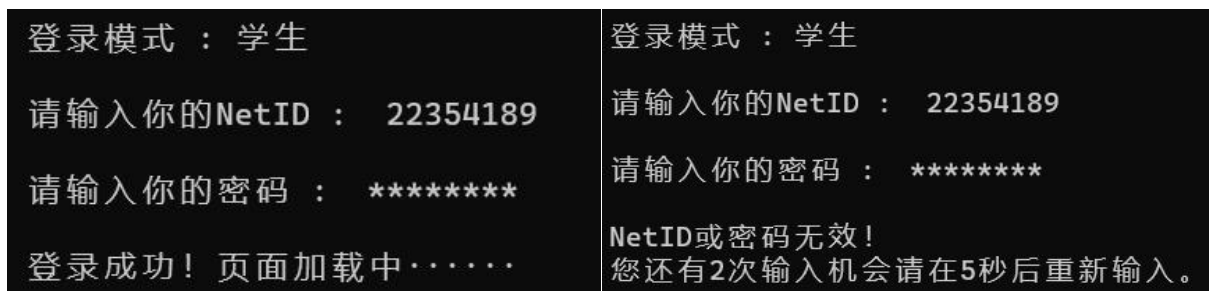 登录模式 : 学生
请输入你的NetID : 22354189
请输入你的密码 : ********
登录成功! 页面加载中······
登录模式 : 学生
请输入你的NetID : 22354189
请输入你的密码 : ********
NetID或密码无效!
您还有2次输入机会请在5秒后重新输入。